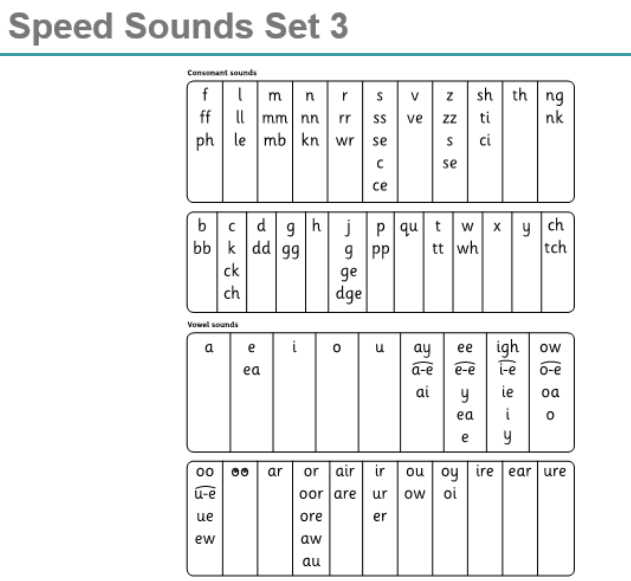 Speed Sounds Set 3
Consonant sounds
f l m n r s v z sh th ng
ff ll mm nn rr ss ve zz ti nk
ph le mb kn wr se s ci
c se
ce
b c d g h j p qu t w x y ch
bb k dd gg g pp tt wh tch
ck ge
ch dge
Vowel sounds
a e i o u ay ee igh ow
ea a-e e-e i-e o-e
ai y ie oa
ea i o
e y
oo oo ar or air ir ou oy ire ear ure
u-e oor are ur ow oi
ue ore er
ew aw
au